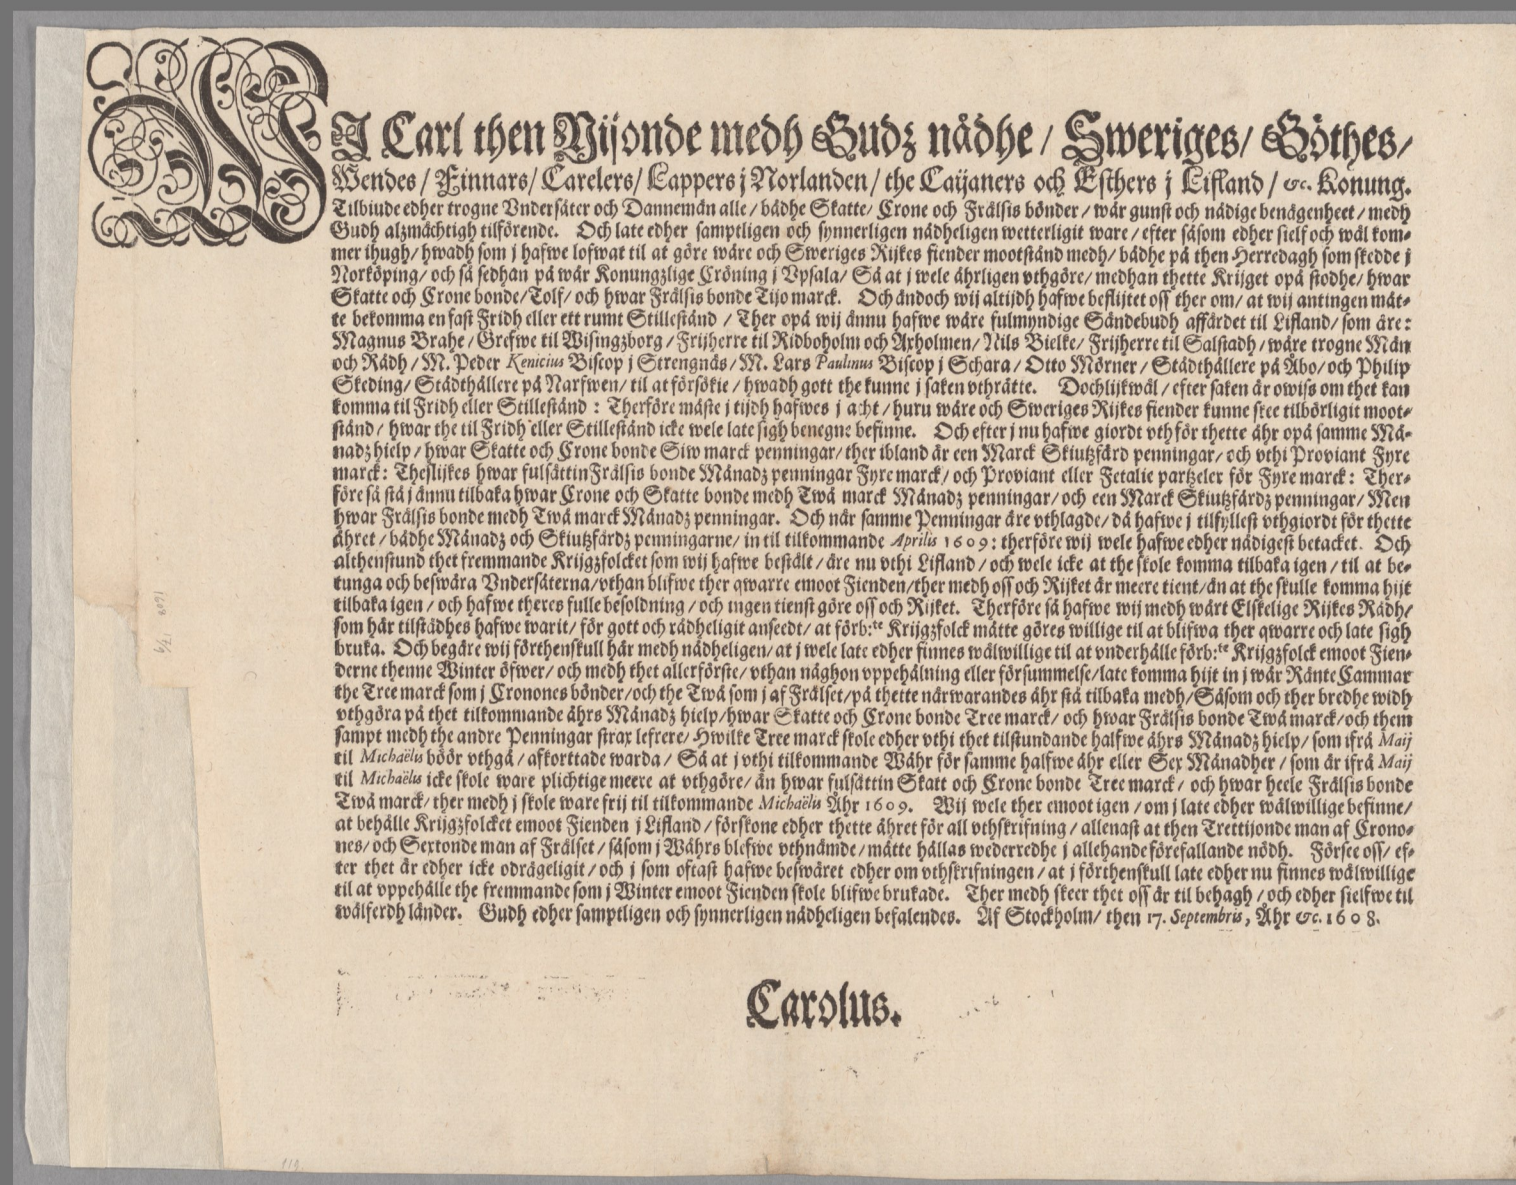 WJ Carl then Nijonde medh Gudz nådhe / Sweriges / Göthes /
Wendes / Finnars / Carelers / Lappers j Norlanden / the Caijaners och Esthers j Lifland / &c. Konung.
Tilbiude edher trogne Vndersåter och Dannemän alle / både Skatte / Crone och Frälsis bönder / wår gunst och nådige benägenheet / medh
Gudh alzmächtigh tilförende. Och late edher samptligen och synnerligen nådheligen wetterligit ware / efter såsom edher sielf och wäl kom-
mer ihugh / hwadh som j hafwe lofwat til at göre wåre och Sweriges Rijkes fiender mootstånd medh / både på then Herredagh som skedde j
Norköping / och så sedhan på wår Konungzlige Cröning j Vpsala / Så at j wele ährligen vthgöre / medhan thette Krijget opå stodhe / hwar
Skatte och Crone bonde / Tolf / och hwar Frälsis bonde Tijo marck. Och ändoch wij altijdh hafwe beflijtet oss ther om / at wij antingen måt-
te bekomma en fast Fridh eller ett rumt Stillestånd / Ther opå wij ännu hafwe wåre fulmyndige Sändebudh affärdet til Lifland / som äre :
Magnus Brahe / Grefwe til Wisingzborg / Frijherre til Ridboholm och Axholmen / Nils Bielke / Frijherre til Salstadh / wåre trogne Män
och Rådh / M. Peder Kenicius Biscop j Strengnäs / M. Lars Paulinus Biscop j Schara / Otto Mörner / Stådthållere på Åbo / och Philip
Skeding / Stådthållere på Narfwen / til at försökie / hwadh gott the kunne j saken vthrätte. Dochlijkwäl / efter saken är owiss om thet kan
komma til Fridh eller Stillestånd : Therföre måste j tijdh hafwes j acht / huru wåre och Sweriges Rijkes fiender kunne skee tilbörligit moot-
stånd / hwar the til Fridh eller Stillestånd icke wele late sigh benegne befinne. Och efter j nu hafwe giordt vth för thette åhr opå samme Må-
nadz hielp / hwar Skatte och Crone bonde Siw marck penningar / ther ibland är een Marck Skiutzfärd penningar / och vthi Proviant Fyre
marck : Theslijkes hwar fulsättin Frälsis bonde Månadz penningar Fyre marck / och Proviant eller Fetalie partzeler för Fyre marck : Ther-
före så stå j ännu tilbaka hwar Crone och Skatte bonde medh Twå marck Månadz penningar / och een Marck Skiutzfärdz penningar / Men
hwar Frälsis bonde medh Twå marck Månadz penningar. Och när samme Penningar äre vthlagde / då hafwe j tilfyllest vthgiordt för thette
åhret / både Månadz och Skiutzfärdz penningarne / in til tilkommande Aprilis 1609 : therföre wij wele hafwe edher nådigest betacket. Och
althenstund thet fremmande Krijgzfolcket som wij hafwe bestält / äre nu vthi Lifland / och wele icke at the skole komma tilbaka igen / til at be-
tunga och beswära Vndersåterna / vthan blifwe ther qwarre emoot Fienden / ther medh oss och Rijket är meere tient / än at the skulle komma hijt
tilbaka igen / och hafwe theres fulle besoldning / och ingen tienst göre oss och Rijket. Therföre så hafwe wij medh wårt Elskelige Rijkes Rådh /
som här tilstädhes hafwe warit / för gott och rådheligit anseedt / at förb:te Krijgzfolck måtte göres willige til at blifwa ther qwarre och late sigh
bruka. Och begäre wij förthenskull här medh nådheligen / at j wele late edher finnes wälwillige til at vnderhålle förb:te Krijgzfolck emoot Fien-
derne thenne Winter öfwer / och medh thet allerförste / vthan någhon vppehälning eller försummelse / late komma hijt in j wår Ränte Cammar
the Tree marck som j Cronones bönder / och the Twå som j af Frälset / på thette närwarandes åhr stå tilbaka medh / Såsom och ther bredhe widh
vthgöra på thet tilkommande åhrs Månadz hielp / hwar Skatte och Crone bonde Tree marck / och hwar Frälsis bonde Twå marck / och them
sampt medh the andre Penningar strax lefrere / Hwilke Tree marck skole edher vthi thet tilstundande halfwe åhrs Månadz hielp / som ifrå Maij
til Michaëlis böör vthgå / afkorttade warda / Så at j vthi tilkommande Wåhr för samme halfwe åhr eller Sex Månadher / som är ifrå Maij
til Michaëlis icke skole ware plichtige meere at vthgöre / än hwar fulsättin Skatt och Crone bonde Tree marck / och hwar heele Frälsis bonde
Twå marck / ther medh j skole ware frij til tilkommande Michaëlis Åhr 1609. Wij wele ther emoot igen / om j late edher wälwillige befinne /
at behålle Krijgzfolcket emoot Fienden j Lifland / förskone edher thette åhret för all vthskrifning / allenast at then Trettijonde man af Crono-
nes / och Sextonde man af Frälset / såsom j Wåhrs blefwe vthnämde / måtte hållas wederredhe j allehande förefallande nödh. Försee oss / ef-
ter thet är edher icke odrägeligit / och j som oftast hafwe beswäret edher om vthskrifningen / at j förthenskull late edher nu finnes wälwillige
til at vppehålle the fremmande som j Winter emoot Fienden skole blifwe brukade. Ther medh skeer thet oss är til behagh / och edher sielfwe til
wälferdh länder. Gudh edher samptligen och synnerligen nådheligen befalendes. Af Stockholm / then 17. Septembris, Åhr &c. 1608.
Carolus.
1608 17/9
119